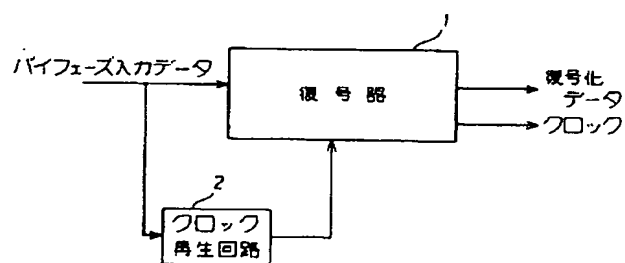 1
バイフェーズ入力データ
復号器
復号化
データ
クロック
2
クロック
再生回路